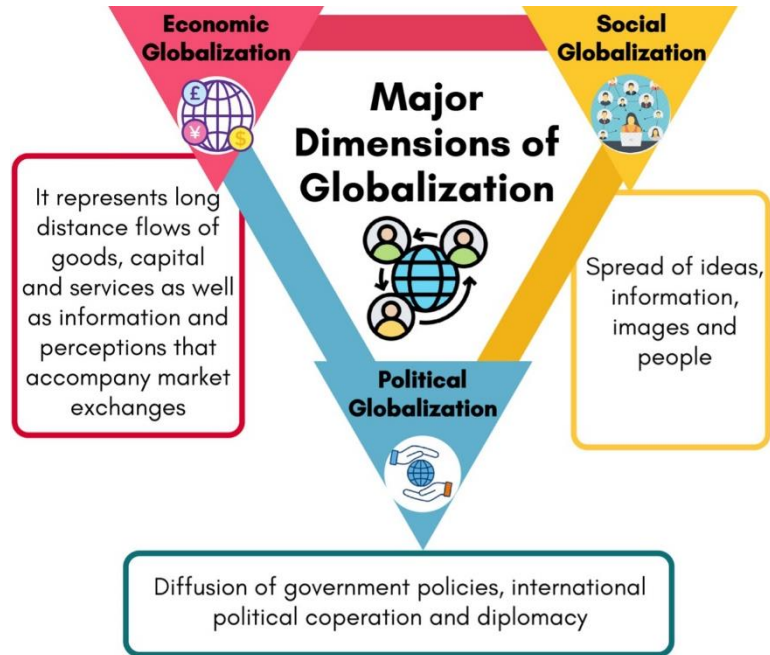 Economic
Globalization
£
¥
$
Social
Globalization
Major
Dimensions of
Globalization
It represents long
distance flows of
goods, capital
and services as well
as information and
perceptions that
accompany market
exchanges
Spread of ideas,
information,
images and
people
Political
Globalization
Diffusion of government policies, international
political coperation and diplomacy